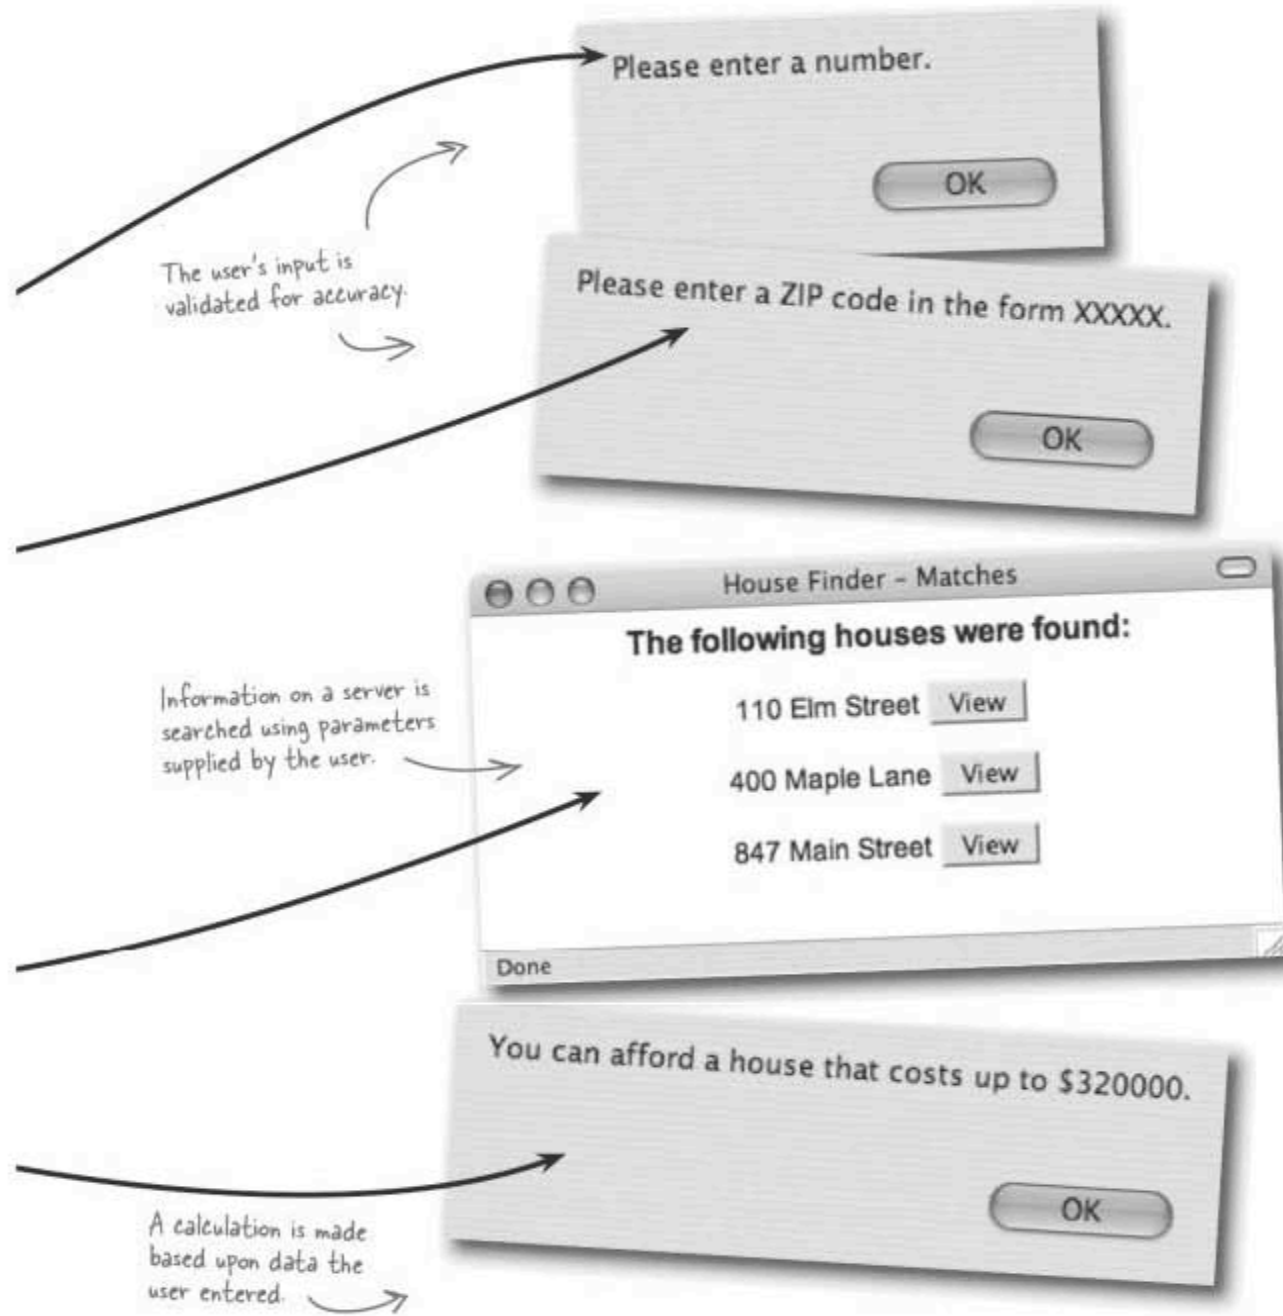 Please enter a number.
OK
The user's input is
validated for accuracy.
Please enter a ZIP code in the form XXXXX.
OK
House Finder – Matches
The following houses were found:
110 Elm Street View
Information on a server is
searched using parameters
supplied by the user.
400 Maple Lane View
847 Main Street View
Done
You can afford a house that costs up to $320000.
OK
A calculation is made
based upon data the
user entered.